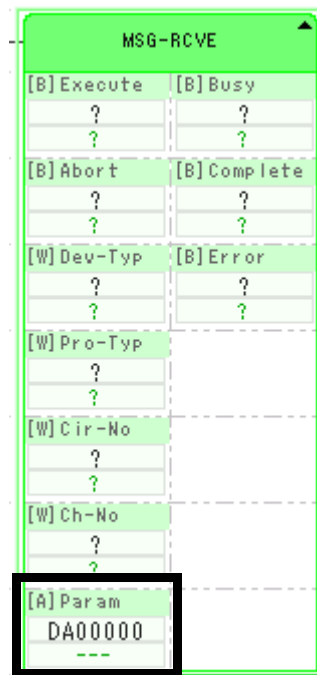 MSG-RCVE
[B]Execute [B]Busy
? ?
? ?
[B]Abort [B]Complete
? ?
? ?
[W]Dev-Typ [B]Error
? ?
? ?
[W]Pro-Typ
?
?
[W]Cir-No
?
?
[W]Ch-No
?
?
[A]Param
DA00000
---